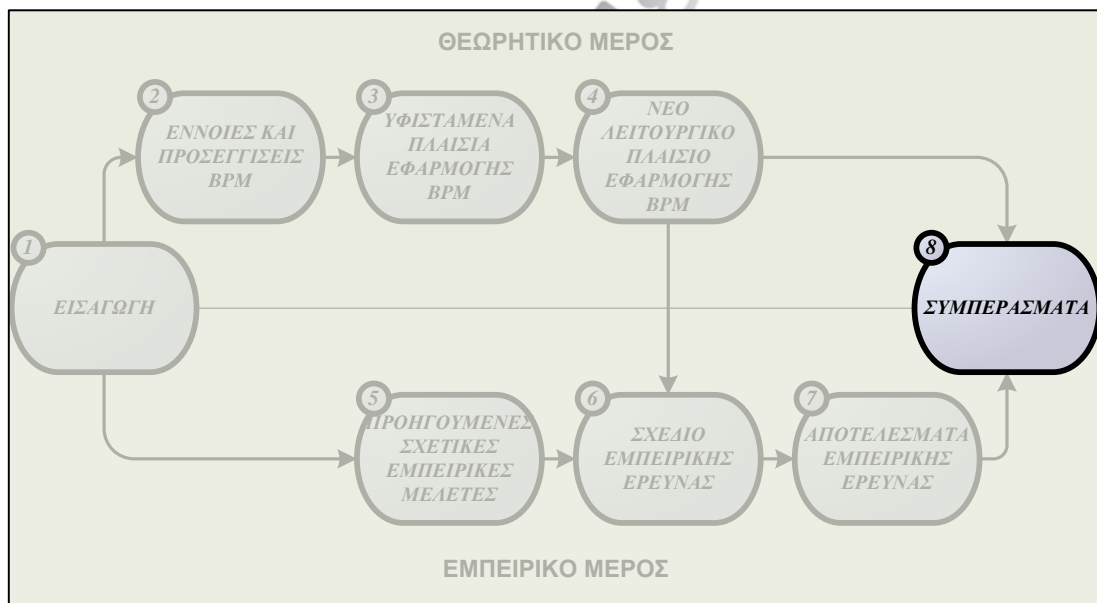 ΘΕΩΡΗΤΙΚΟ ΜΕΡΟΣ
2
ΕΝΝΟΙΕΣ ΚΑΙ
ΠΡΟΣΕΓΓΙΣΕΙΣ
BPM
3
ΥΦΙΣΤΑΜΕΝΑ
ΠΛΑΙΣΙΑ
ΕΦΑΡΜΟΓΗΣ
BPM
4
ΝΕΟ
ΛΕΙΤΟΥΡΓΙΚΟ
ΠΛΑΙΣΙΟ
ΕΦΑΡΜΟΓΗΣ
BPM
1
ΕΙΣΑΓΩΓΗ
8
ΣΥΜΠΕΡΑΣΜΑΤΑ
5
ΠΡΟΗΓΟΥΜΕΝΕΣ
ΣΧΕΤΙΚΕΣ
ΕΜΠΕΙΡΙΚΕΣ
ΜΕΛΕΤΕΣ
6
ΣΧΕΔΙΟ
ΕΜΠΕΙΡΙΚΗΣ
ΕΡΕΥΝΑΣ
7
ΑΠΟΤΕΛΕΣΜΑΤΑ
ΕΜΠΕΙΡΙΚΗΣ
ΕΡΕΥΝΑΣ
ΕΜΠΕΙΡΙΚΟ ΜΕΡΟΣ